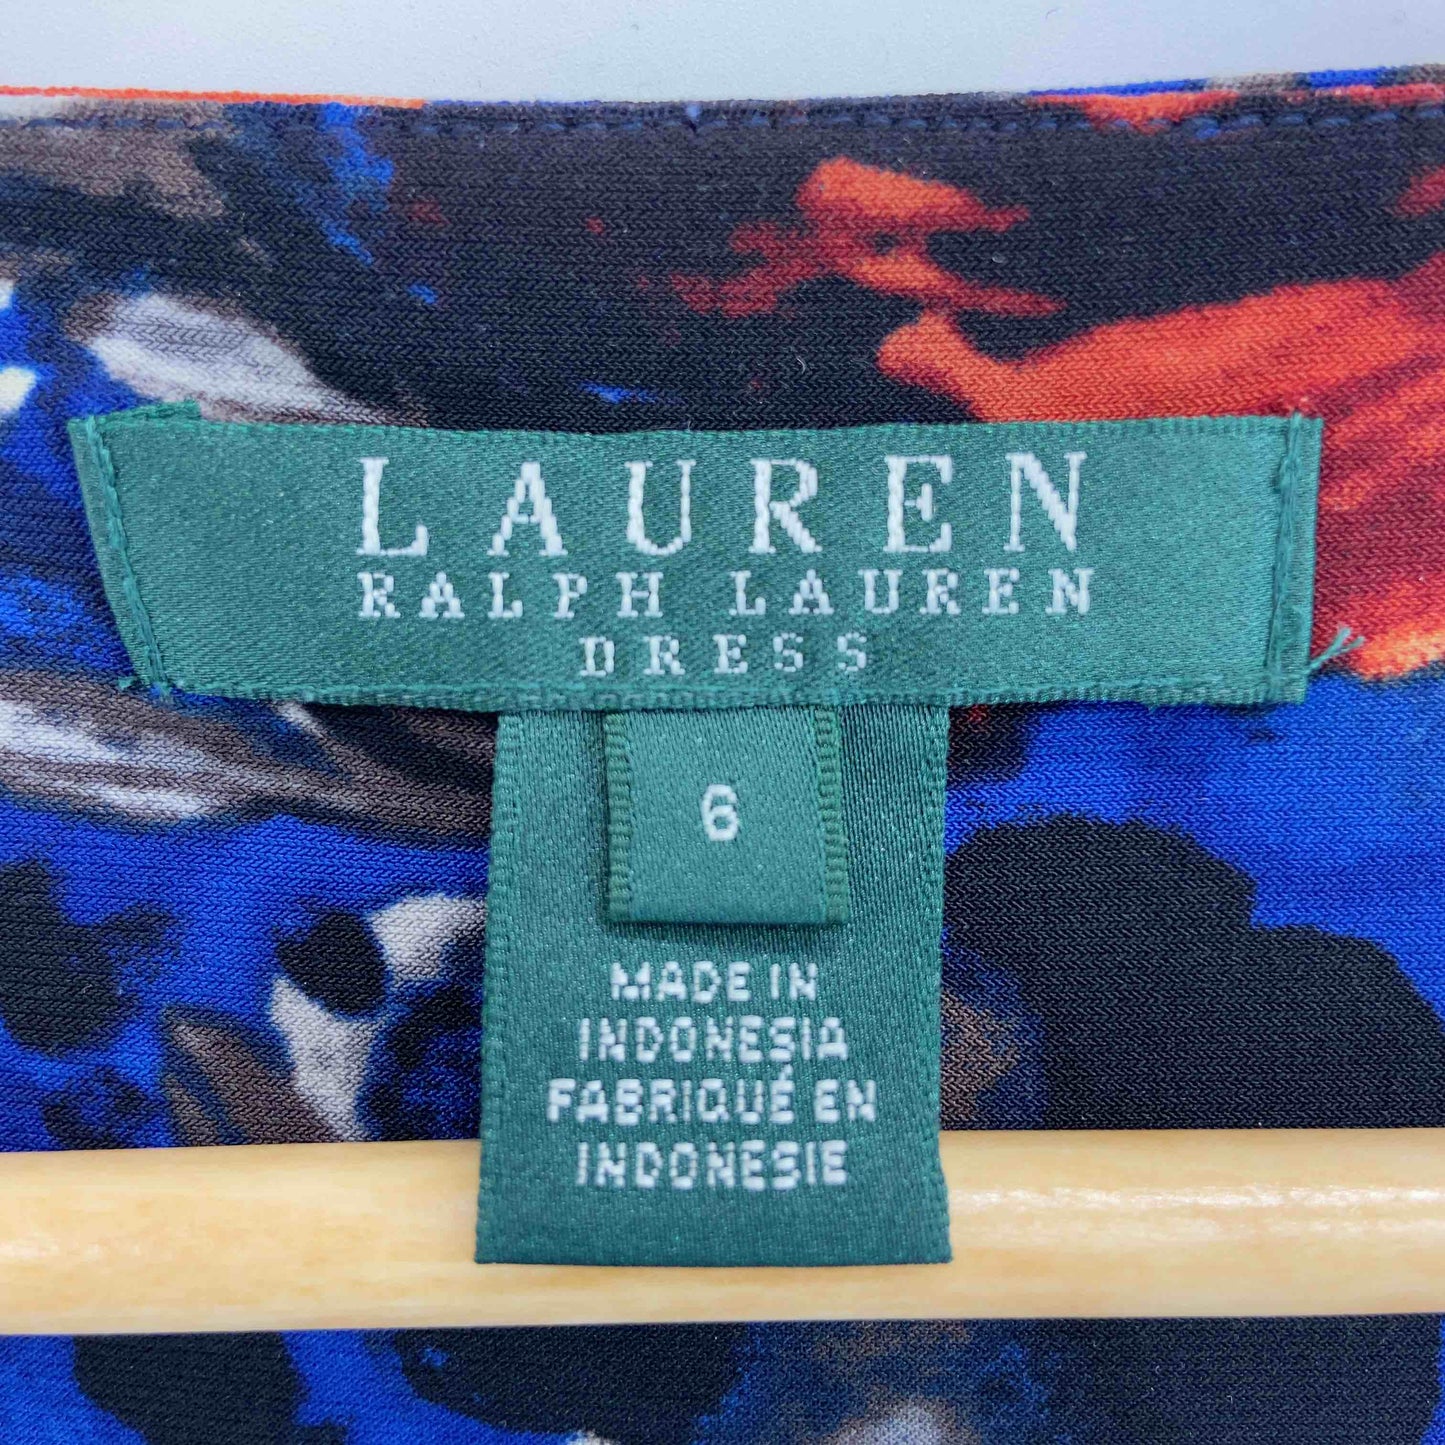 LAUREN
RALPH LAUREN
DRESS
6
MADE IN
INDONESIA
FABRIQUÉ EN
INDONESIE